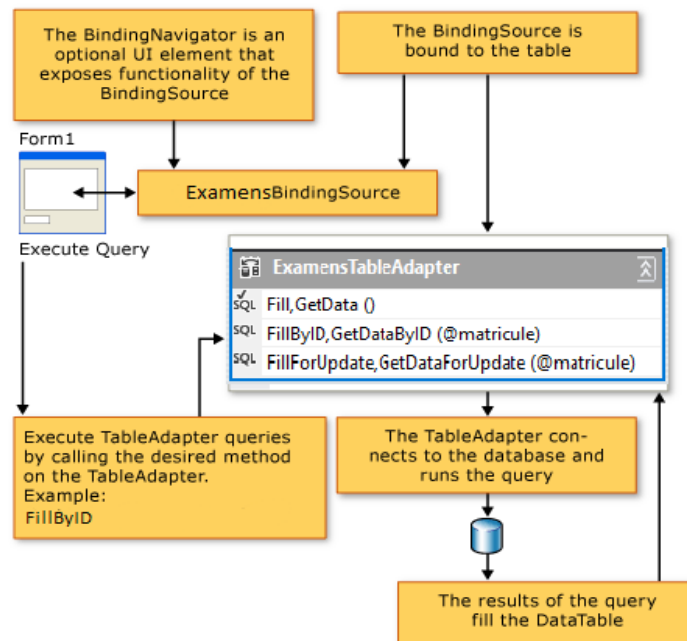 The BindingNavigator is an
optional UI element that
exposes functionality of the
BindingSource
The BindingSource is
bound to the table
Form1
ExamensBindingSource
Execute Query
ExamensTableAdapter
SQL Fill,GetData ()
SQL FillByID,GetDataByID (@matricule)
SQL FillForUpdate,GetDataForUpdate (@matricule)
Execute TableAdapter queries
by calling the desired method
on the TableAdapter.
Example:
FillByID
The TableAdapter con-
nects to the database and
runs the query
The results of the query
fill the DataTable